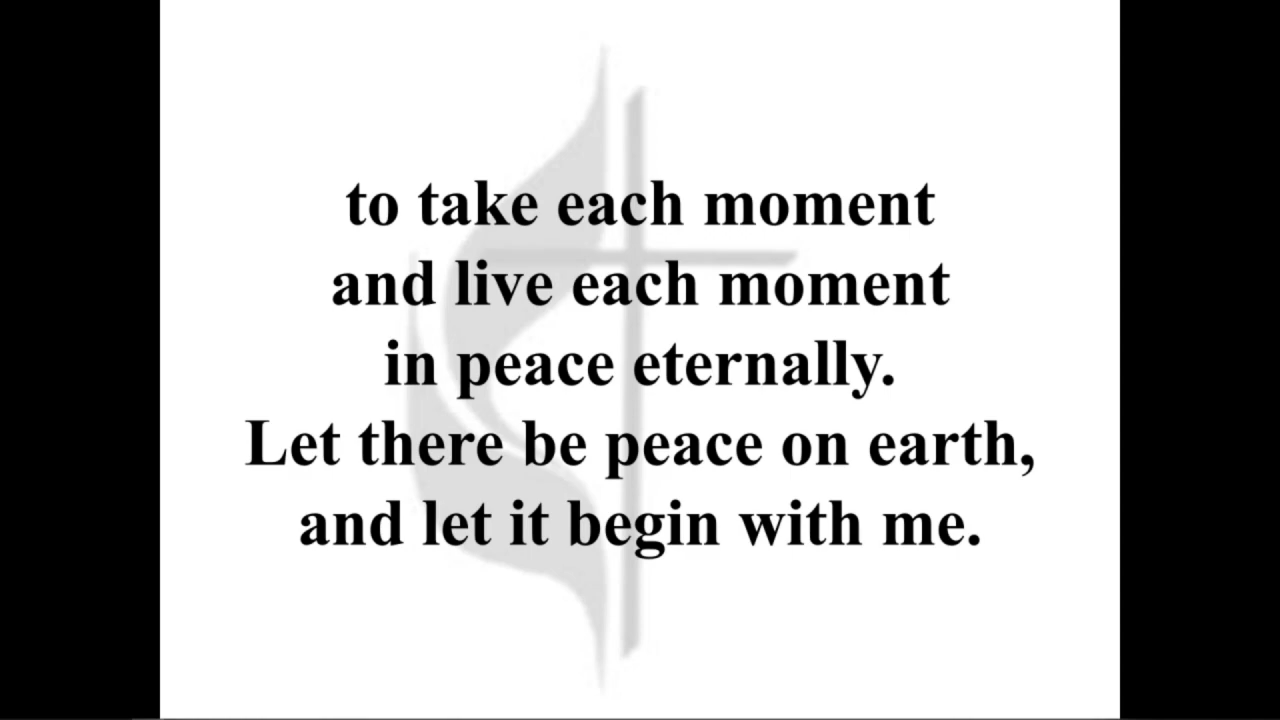 to take each moment
and live each moment
in peace eternally.
Let there be peace on earth,
and let it begin with me.